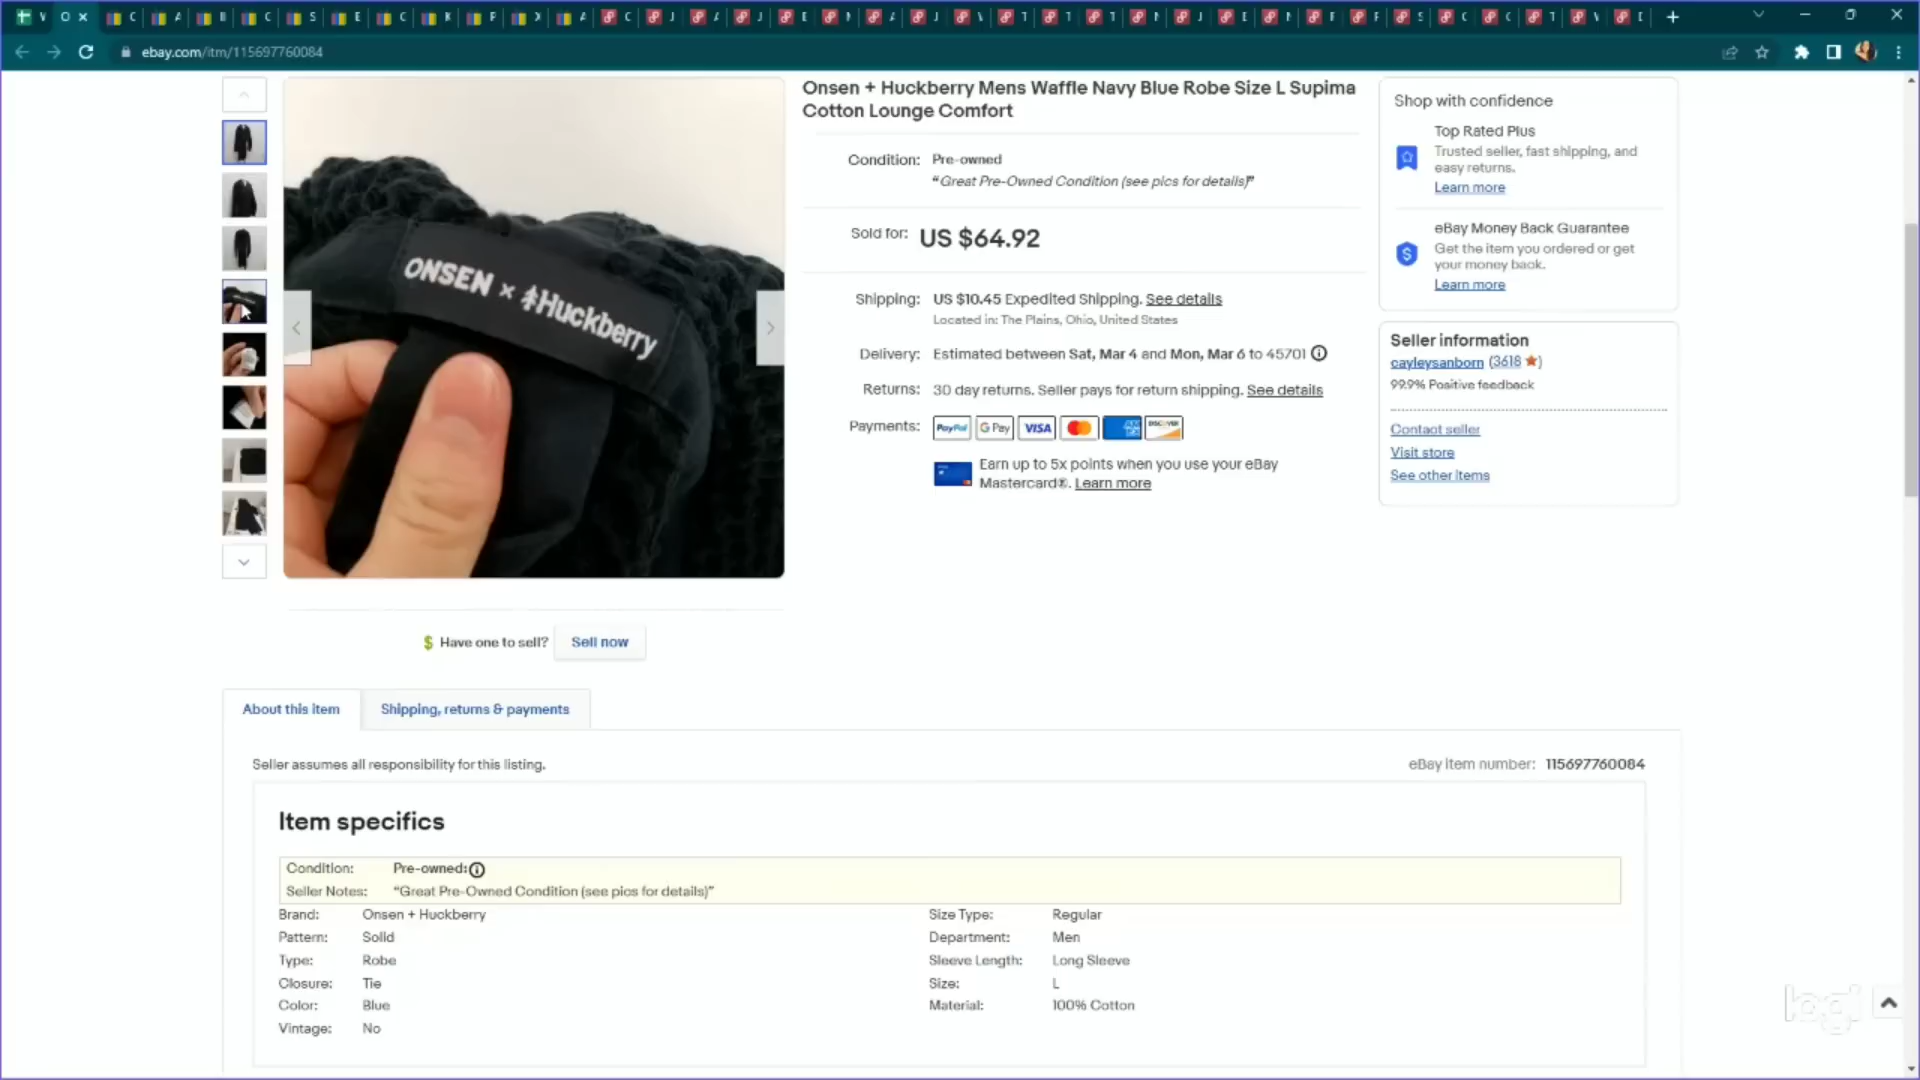 ebay.com/itm/115697760084
Onsen + Huckberry Mens Waffle Navy Blue Robe Size L Supima
Cotton Lounge Comfort
Condition: Pre-owned
“Great Pre-Owned Condition (see pics for details)”
Sold for: US $64.92
Shipping: US $10.45 Expedited Shipping. See details
Located in: The Plains, Ohio, United States
Delivery: Estimated between Sat, Mar 4 and Mon, Mar 6 to 45701
Returns: 30 day returns. Seller pays for return shipping. See details
Payments: PayPal G Pay VISA DISCOVER
Earn up to 5x points when you use your eBay
Mastercard®. Learn more
Shop with confidence
Top Rated Plus
Trusted seller, fast shipping, and
easy returns.
Learn more
eBay Money Back Guarantee
Get the item you ordered or get
your money back.
Learn more
Seller information
cayleysanborn (3618)
99.9% Positive feedback
Contact seller
Visit store
See other items
ONSEN × Huckberry
$ Have one to sell? Sell now
About this item Shipping, returns & payments
Seller assumes all responsibility for this listing.
eBay item number: 115697760084
Item specifics
Condition: Pre-owned:
Seller Notes: “Great Pre-Owned Condition (see pics for details)”
Brand: Onsen + Huckberry Size Type: Regular
Pattern: Solid Department: Men
Type: Robe Sleeve Length: Long Sleeve
Closure: Tie Size: L
Color: Blue Material: 100% Cotton
Vintage: No
logi